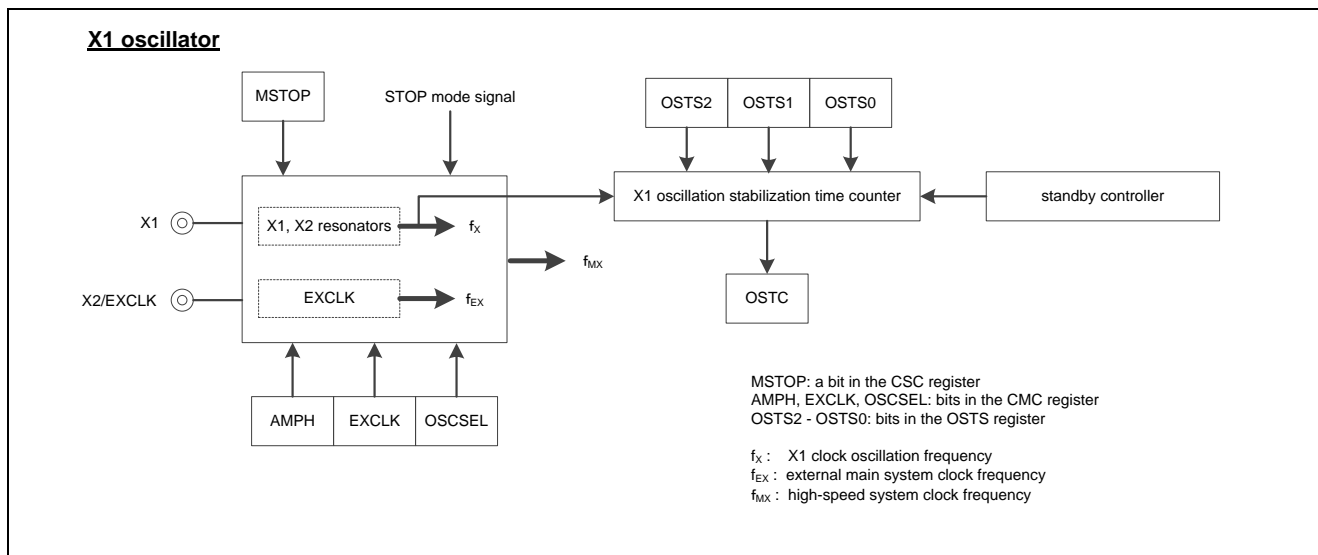 X1 oscillator
MSTOP
STOP mode signal
OSTS2 OSTS1 OSTS0
X1 oscillation stabilization time counter
standby controller
X1
X1, X2 resonators
fX
fMX
X2/EXCLK
EXCLK
fEX
OSTC
AMPH EXCLK OSCSEL
MSTOP: a bit in the CSC register
AMPH, EXCLK, OSCSEL: bits in the CMC register
OSTS2 - OSTS0: bits in the OSTS register
fX : X1 clock oscillation frequency
fEX : external main system clock frequency
fMX : high-speed system clock frequency